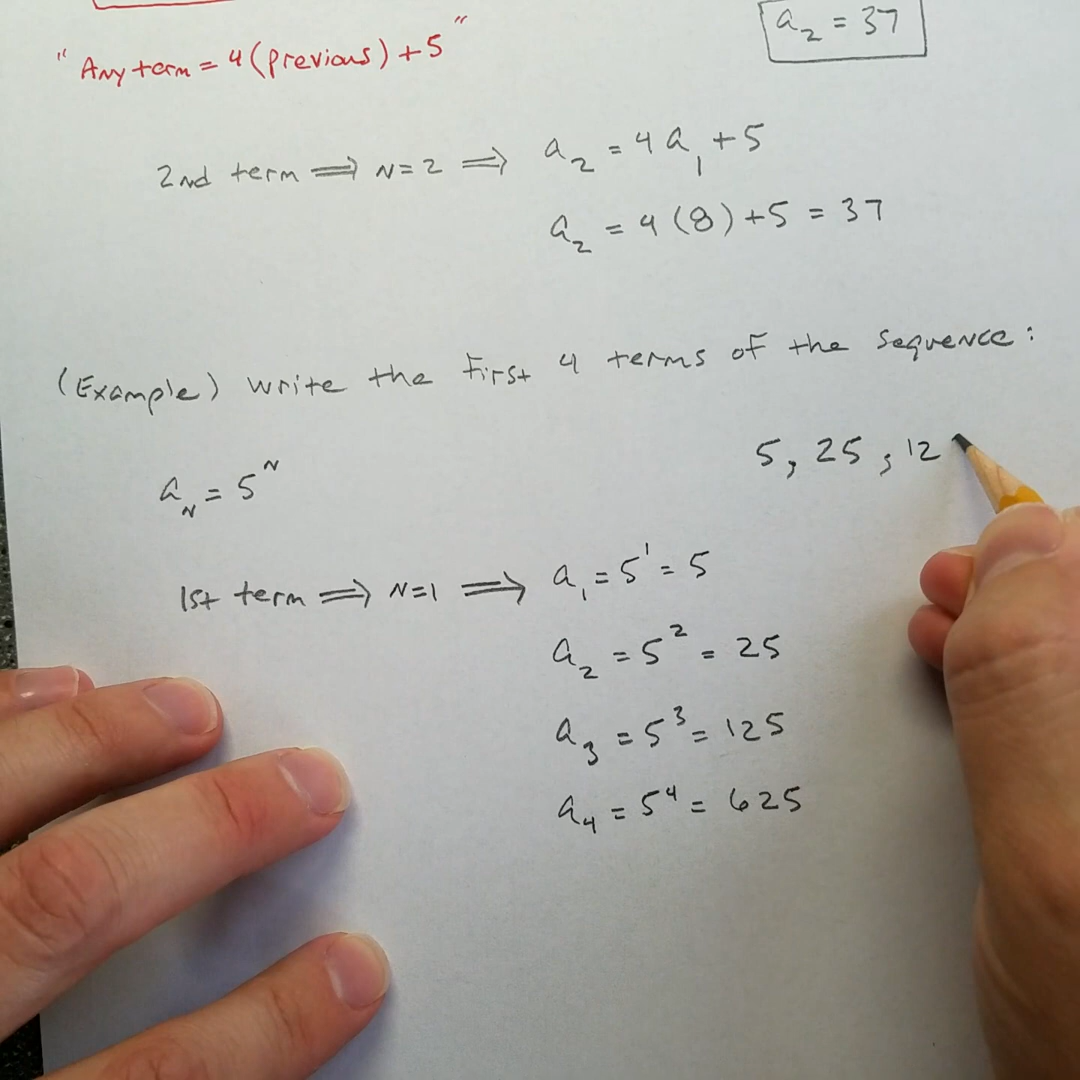 "Any term = 4(previous)+5"
a₂ = 37
2nd term ⟹ N=2 ⟹ a₂ = 4a₁+5
a₂ = 4(8)+5 = 37
(Example) Write the First 4 terms of the sequence:
5, 25, 12
aₙ = 5ᴺ
1st term ⟹ N=1 ⟹ a₁ = 5¹ = 5
a₂ = 5² = 25
a₃ = 5³ = 125
a₄ = 5⁴ = 625